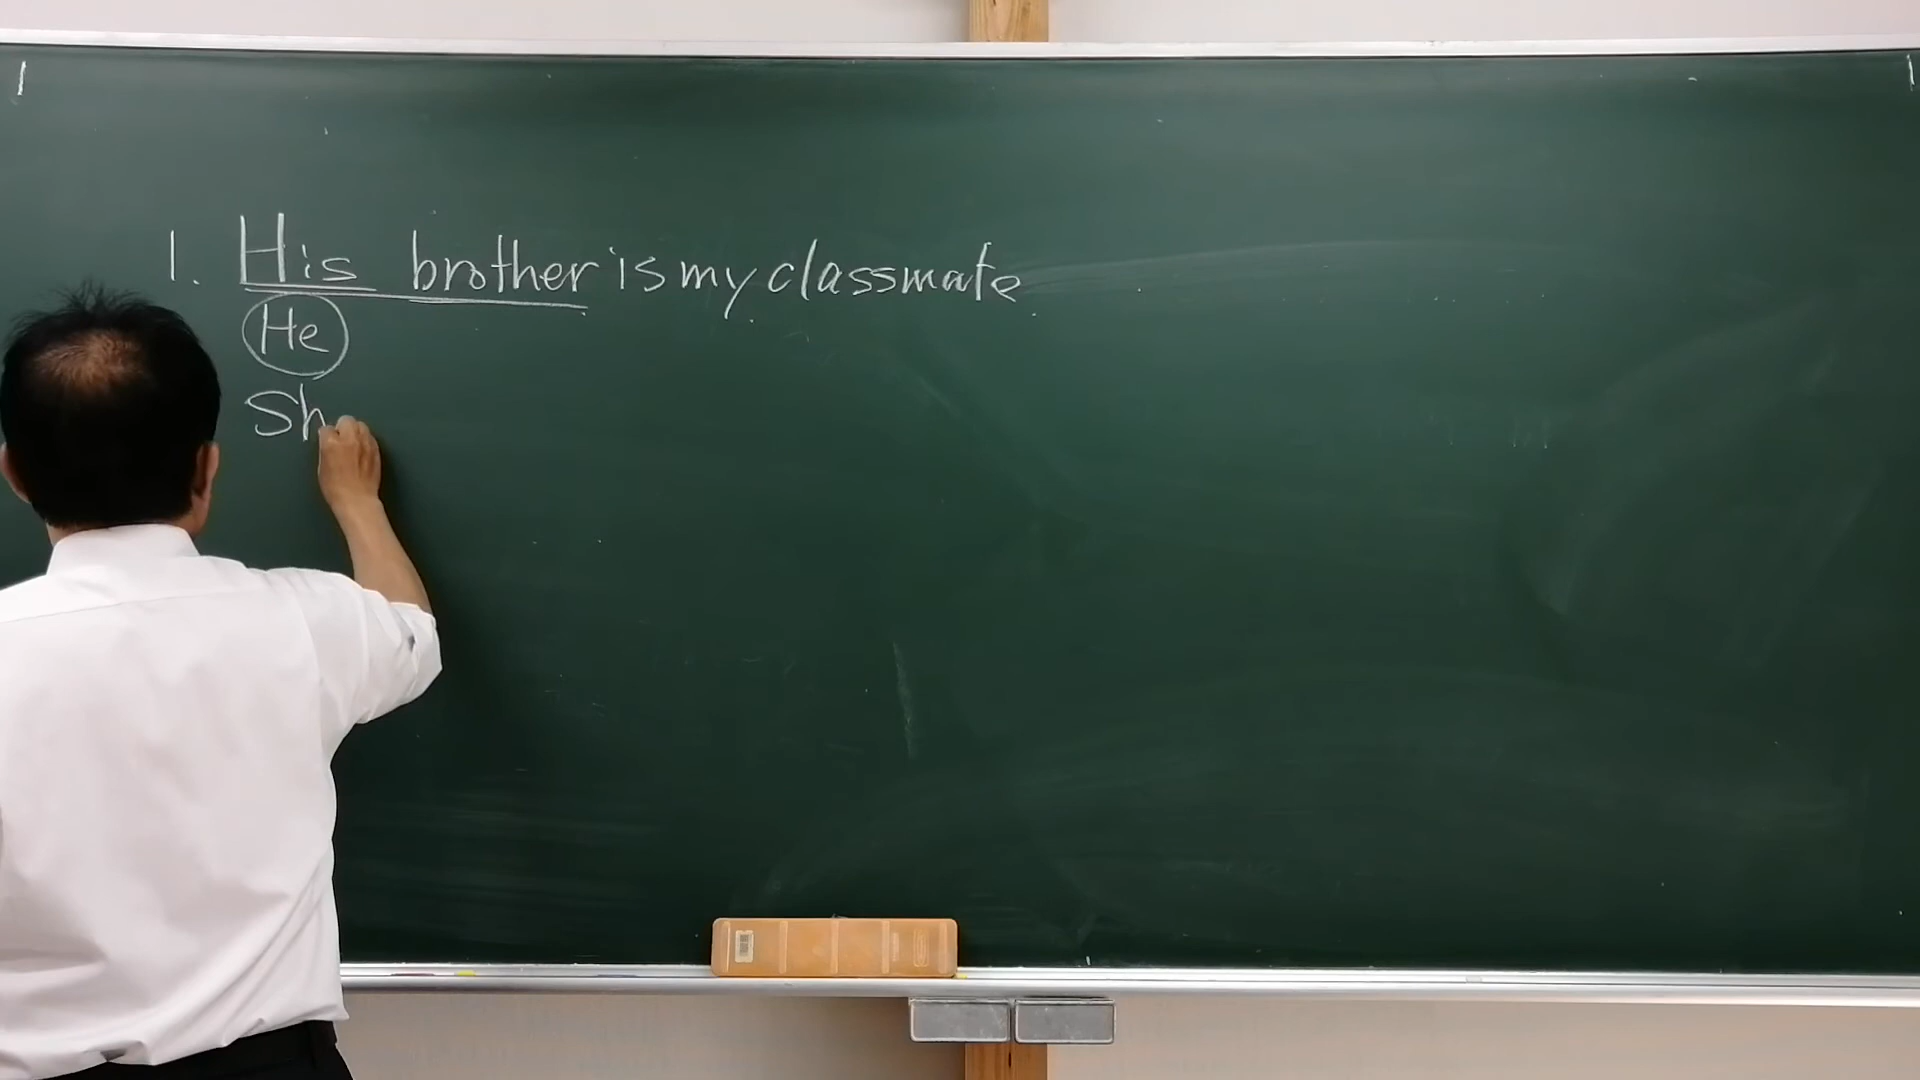 1. His brother is my classmate.
He
Sh